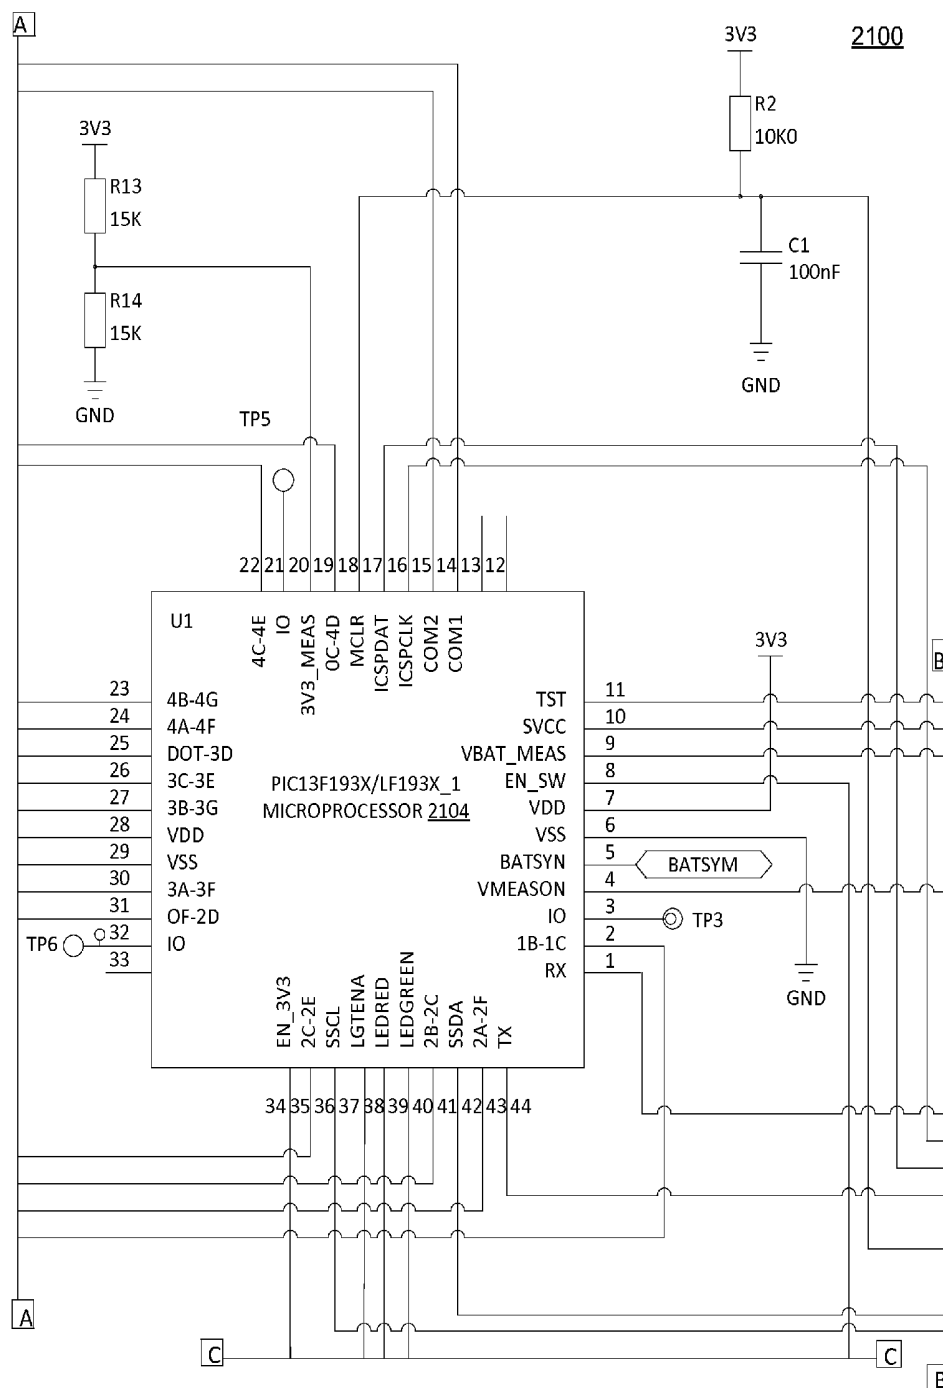 A
3V3
2100
R2
10K0
3V3
R13
15K
C1
100nF
R14
15K
GND
GND
TP5
22 21 20 19 18 17 16 15 14 13 12
U1
4C-4E
IO
3V3_MEAS
0C-4D
MCLR
ICSPDAT
ICSPCLK
COM2
COM1
3V3
B
23 4B-4G TST 11
24 4A-4F SVCC 10
25 DOT-3D VBAT_MEAS 9
26 3C-3E EN_SW 8
PIC13F193X/LF193X_1
27 3B-3G VDD 7
MICROPROCESSOR 2104
28 VDD VSS 6
29 VSS BATSYN 5 BATSYM
30 3A-3F VMEASON 4
31 OF-2D IO 3 TP3
TP6 32 IO 1B-1C 2
33 RX 1
GND
EN_3V3
2C-2E
SSCL
LGTENA
LEDRED
LEDGREEN
2B-2C
SSDA
2A-2F
TX
34 35 36 37 38 39 40 41 42 43 44
A
C
C
B